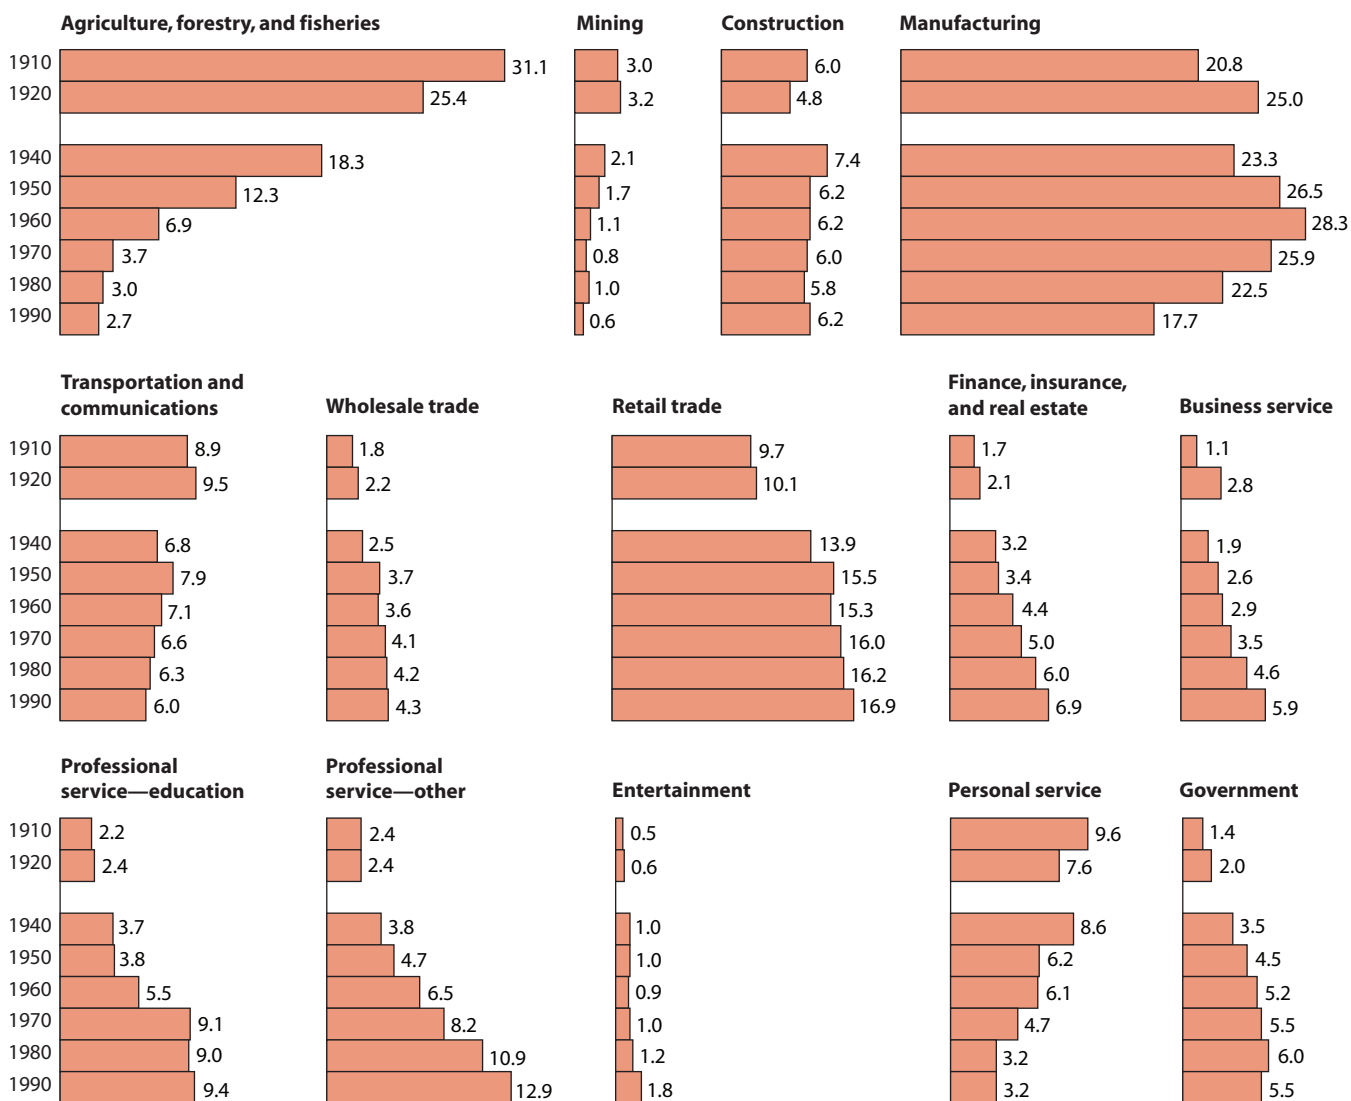 Agriculture, forestry, and fisheries Mining Construction Manufacturing
1910 31.1 3.0 6.0 20.8
1920 25.4 3.2 4.8 25.0
1940 18.3 2.1 7.4 23.3
1950 12.3 1.7 6.2 26.5
1960 6.9 1.1 6.2 28.3
1970 3.7 0.8 6.0 25.9
1980 3.0 1.0 5.8 22.5
1990 2.7 0.6 6.2 17.7
Transportation and Finance, insurance,
communications Wholesale trade Retail trade and real estate Business service
1910 8.9 1.8 9.7 1.7 1.1
1920 9.5 2.2 10.1 2.1 2.8
1940 6.8 2.5 13.9 3.2 1.9
1950 7.9 3.7 15.5 3.4 2.6
1960 7.1 3.6 15.3 4.4 2.9
1970 6.6 4.1 16.0 5.0 3.5
1980 6.3 4.2 16.2 6.0 4.6
1990 6.0 4.3 16.9 6.9 5.9
Professional Professional
service—education service—other Entertainment Personal service Government
1910 2.2 2.4 0.5 9.6 1.4
1920 2.4 2.4 0.6 7.6 2.0
1940 3.7 3.8 1.0 8.6 3.5
1950 3.8 4.7 1.0 6.2 4.5
1960 5.5 6.5 0.9 6.1 5.2
1970 9.1 8.2 1.0 4.7 5.5
1980 9.0 10.9 1.2 3.2 6.0
1990 9.4 12.9 1.8 3.2 5.5